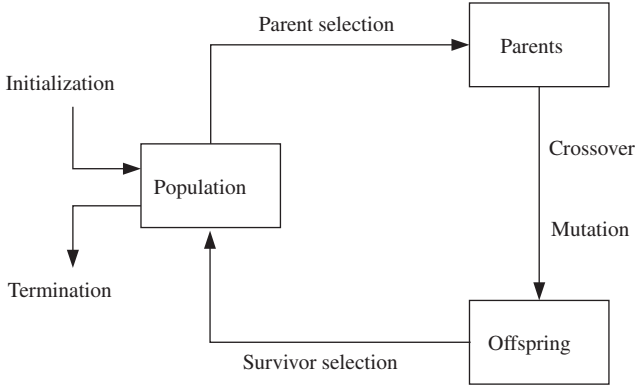 Parent selection
Parents
Initialization
Crossover
Population
Mutation
Termination
Offspring
Survivor selection